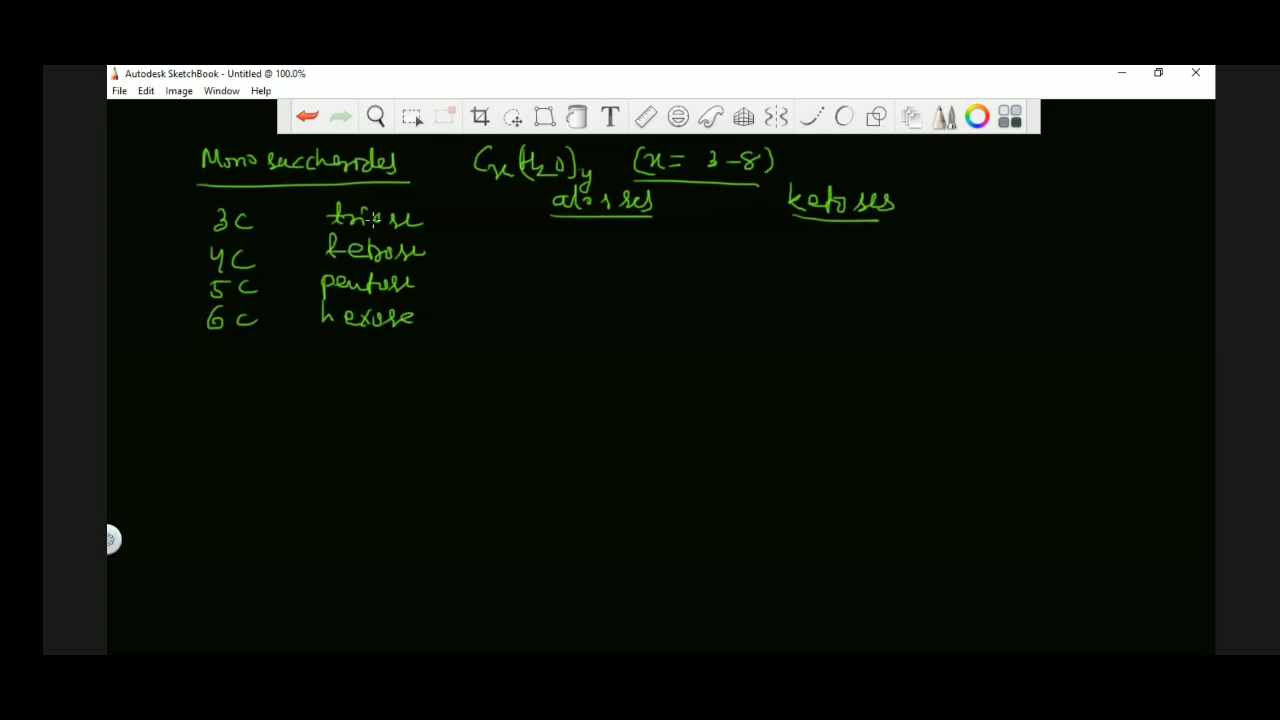 Autodesk SketchBook - Untitled @ 100.0%
File Edit Image Window Help
Mono saccharides Cx(H2O)y (x = 3-8)
aldoses ketoses
3C triose
4C tetrose
5C pentose
6C hexose